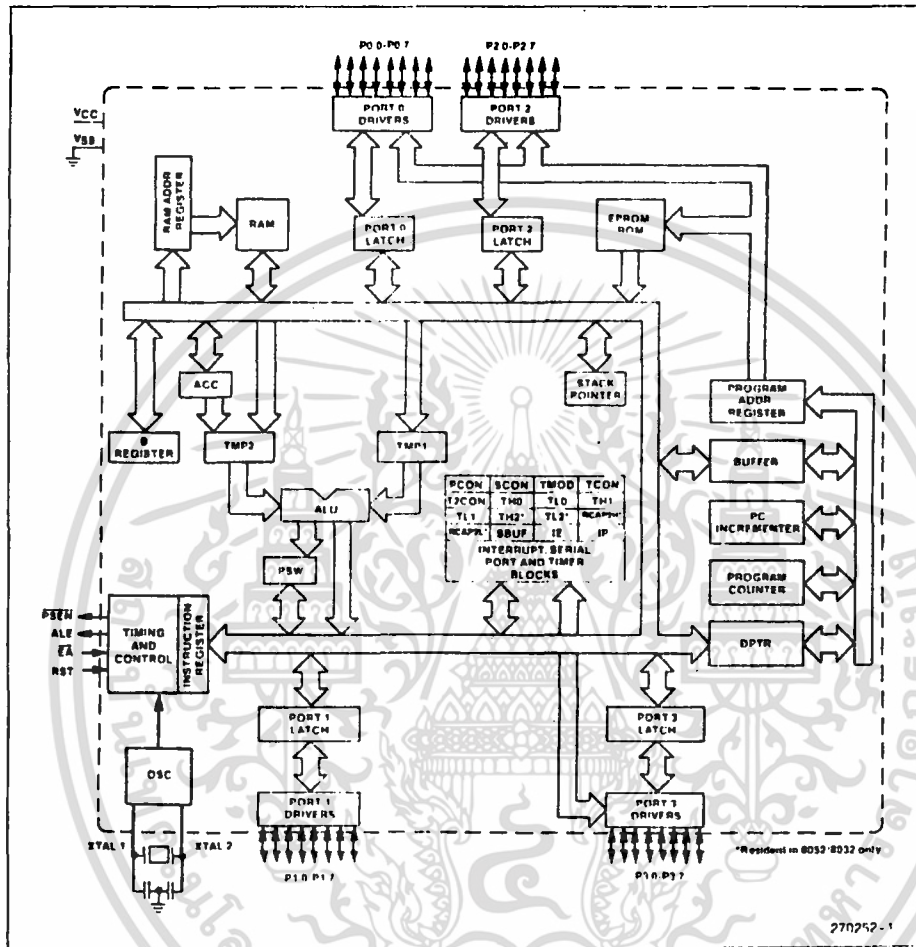 P0.0-P0.7
P2.0-P2.7
VCC
VSS
PORT 0
DRIVERS
PORT 2
DRIVERS
RAM ADDR
REGISTER
RAM
PORT 0
LATCH
PORT 2
LATCH
EPROM
ROM
ACC
STACK
POINTER
PROGRAM
ADDR
REGISTER
B
REGISTER
TMP2
TMP1
BUFFER
ALU
PCON SCON TMOD TCON
T2CON TH0 TL0 TH1
TL1 TH2* TL2* RCAP2H*
RCAP2L* SBUF IE IP
INTERRUPT, SERIAL
PORT AND TIMER
BLOCKS
PC
INCREMENTER
PSW
PROGRAM
COUNTER
PSEN
ALE
EA
RST
TIMING
AND
CONTROL
INSTRUCTION
REGISTER
DPTR
PORT 1
LATCH
PORT 3
LATCH
OSC
PORT 1
DRIVERS
PORT 3
DRIVERS
XTAL 1
XTAL 2
*Resident in 8052/8032 only
P1.0-P1.7
P3.0-P3.7
270252-1